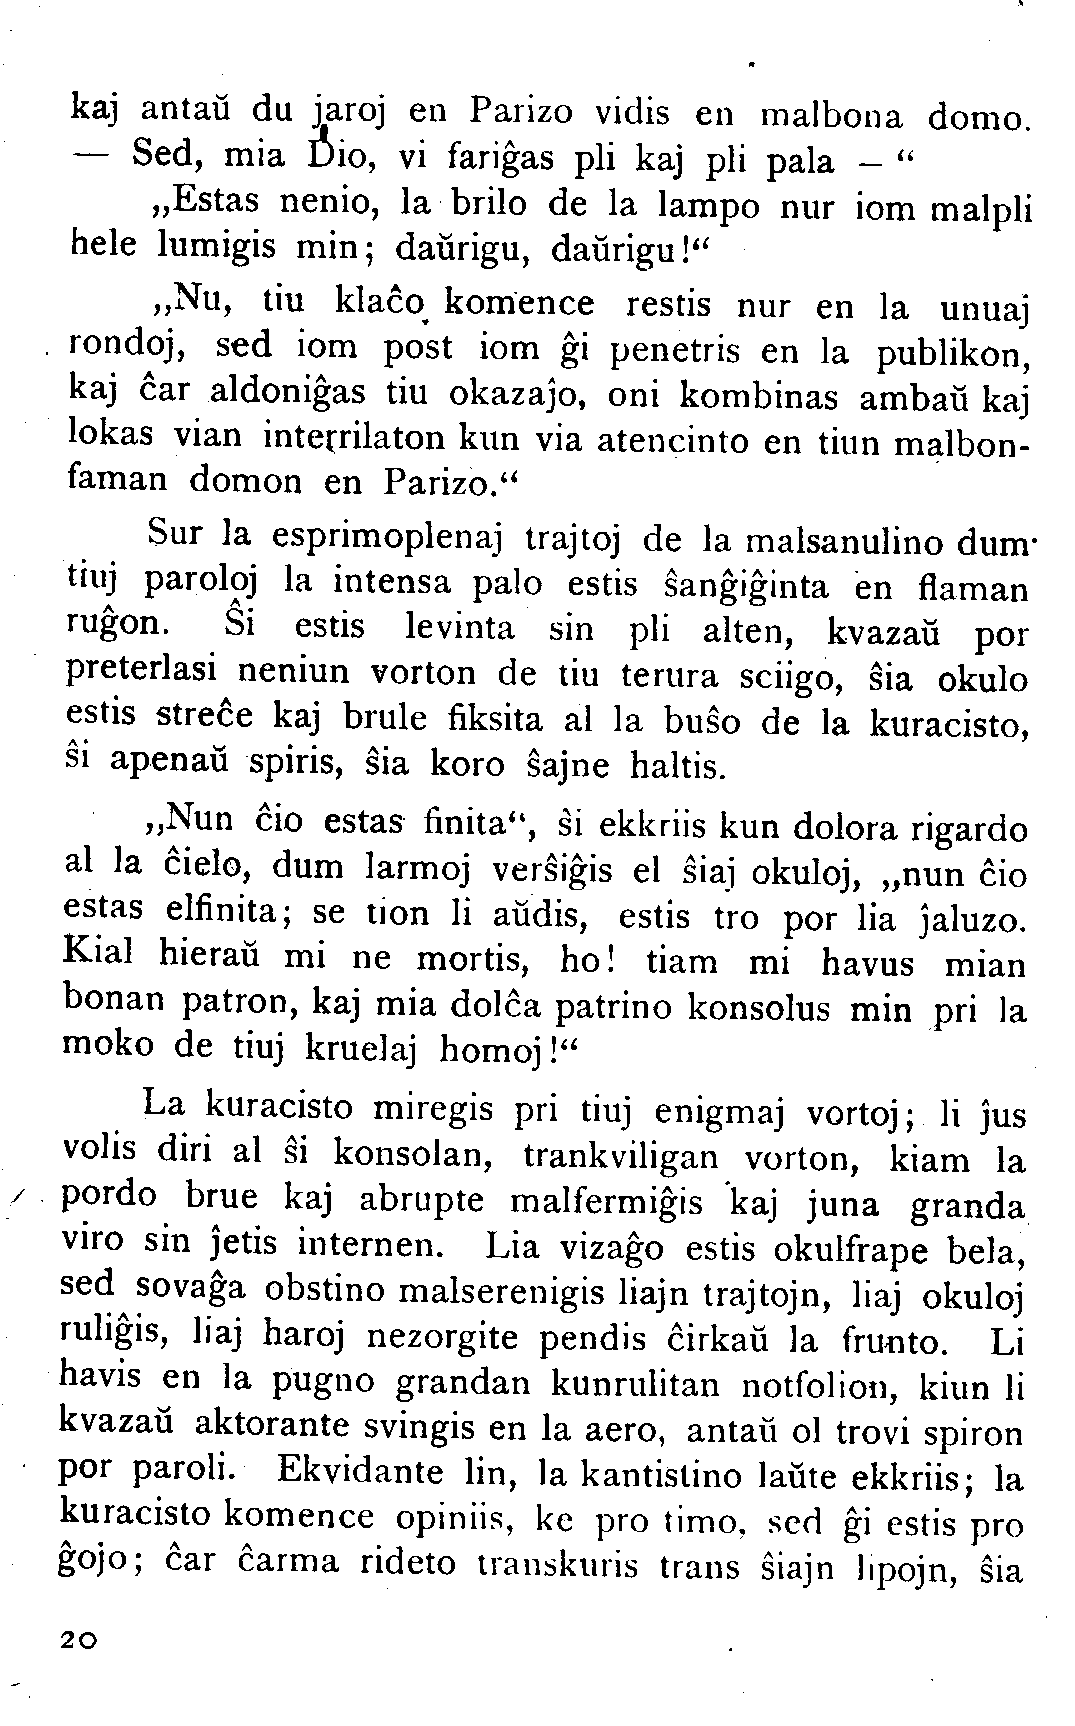 kaj antaŭ du jaroj en Parizo vidis en malbona domo.
— Sed, mia Dio, vi fariĝas pli kaj pli pala — “
„Estas nenio, la brilo de la lampo nur iom malpli
hele lumigis min; daŭrigu, daŭrigu!“
„Nu, tiu klaĉo komence restis nur en la unuaj
rondoj, sed iom post iom ĝi penetris en la publikon,
kaj ĉar aldoniĝas tiu okazaĵo, oni kombinas ambaŭ kaj
lokas vian interrilaton kun via atencinto en tiun malbon-
faman domon en Parizo.“
Sur la esprimoplenaj trajtoj de la malsanulino dum
tiuj paroloj la intensa palo estis ŝanĝiĝinta en flaman
ruĝon. Ŝi estis levinta sin pli alten, kvazaŭ por
preterlasi neniun vorton de tiu terura sciigo, ŝia okulo
estis streĉe kaj brule fiksita al la buŝo de la kuracisto,
ŝi apenaŭ spiris, ŝia koro ŝajne haltis.
„Nun ĉio estas finita“, ŝi ekkriis kun dolora rigardo
al la ĉielo, dum larmoj verŝiĝis el ŝiaj okuloj, „nun ĉio
estas elfinita; se tion li aŭdis, estis tro por lia ĵaluzo.
Kial hieraŭ mi ne mortis, ho! tiam mi havus mian
bonan patron, kaj mia dolĉa patrino konsolus min pri la
moko de tiuj kruelaj homoj!“
La kuracisto miregis pri tiuj enigmaj vortoj; li ĵus
volis diri al ŝi konsolan, trankviligan vorton, kiam la
pordo brue kaj abrupte malfermiĝis kaj juna granda
viro sin ĵetis internen. Lia vizaĝo estis okulfrape bela,
sed sovaĝa obstino malserenigis liajn trajtojn, liaj okuloj
ruliĝis, liaj haroj nezorgite pendis ĉirkaŭ la frunto. Li
havis en la pugno grandan kunrulitan notfolion, kiun li
kvazaŭ aktorante svingis en la aero, antaŭ ol trovi spiron
por paroli. Ekvidante lin, la kantistino laŭte ekkriis; la
kuracisto komence opiniis, ke pro timo, sed ĝi estis pro
ĝojo; ĉar ĉarma rideto transkuris trans ŝiajn lipojn, ŝia
20